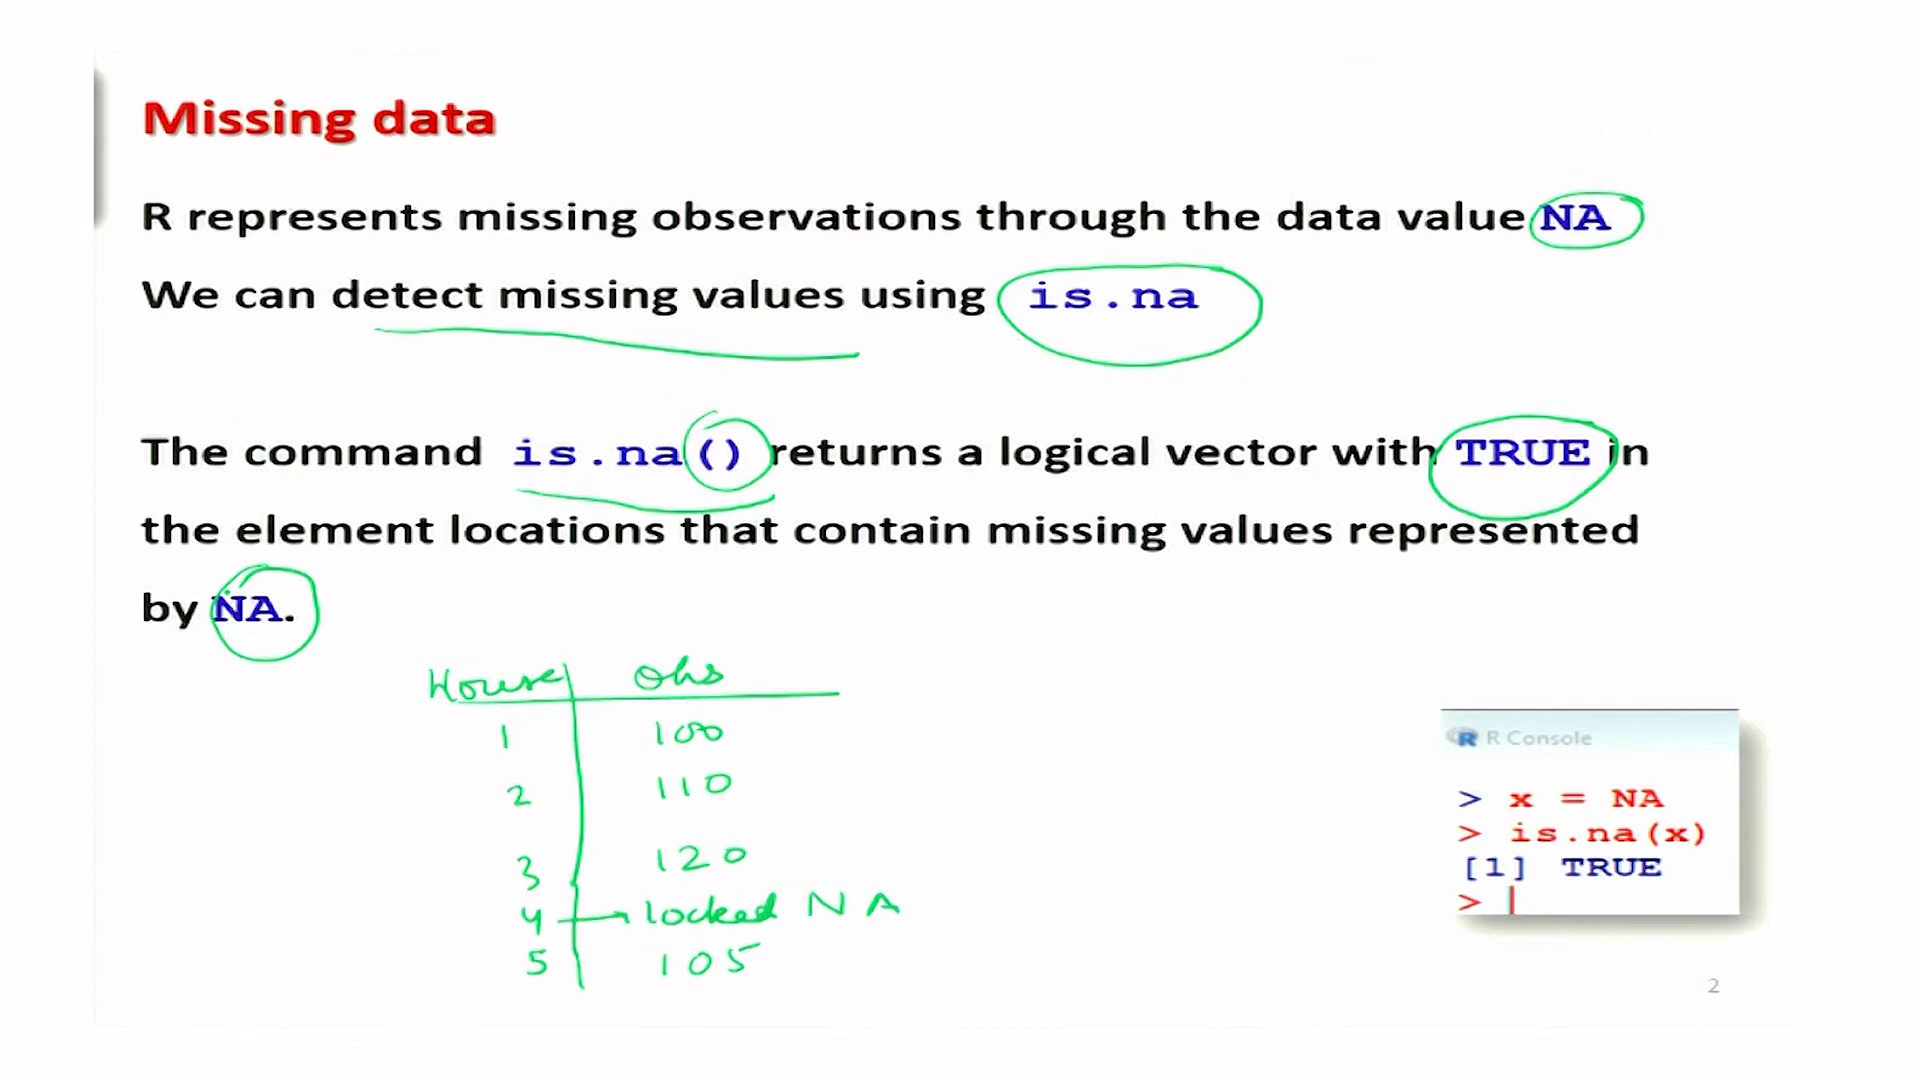 Missing data
R represents missing observations through the data value NA
We can detect missing values using is.na
The command is.na() returns a logical vector with TRUE in
the element locations that contain missing values represented
by NA.
House Obs
1 100
2 110
3 120
4 → locked NA
5 105
R Console
> x = NA
> is.na(x)
[1] TRUE
>
2